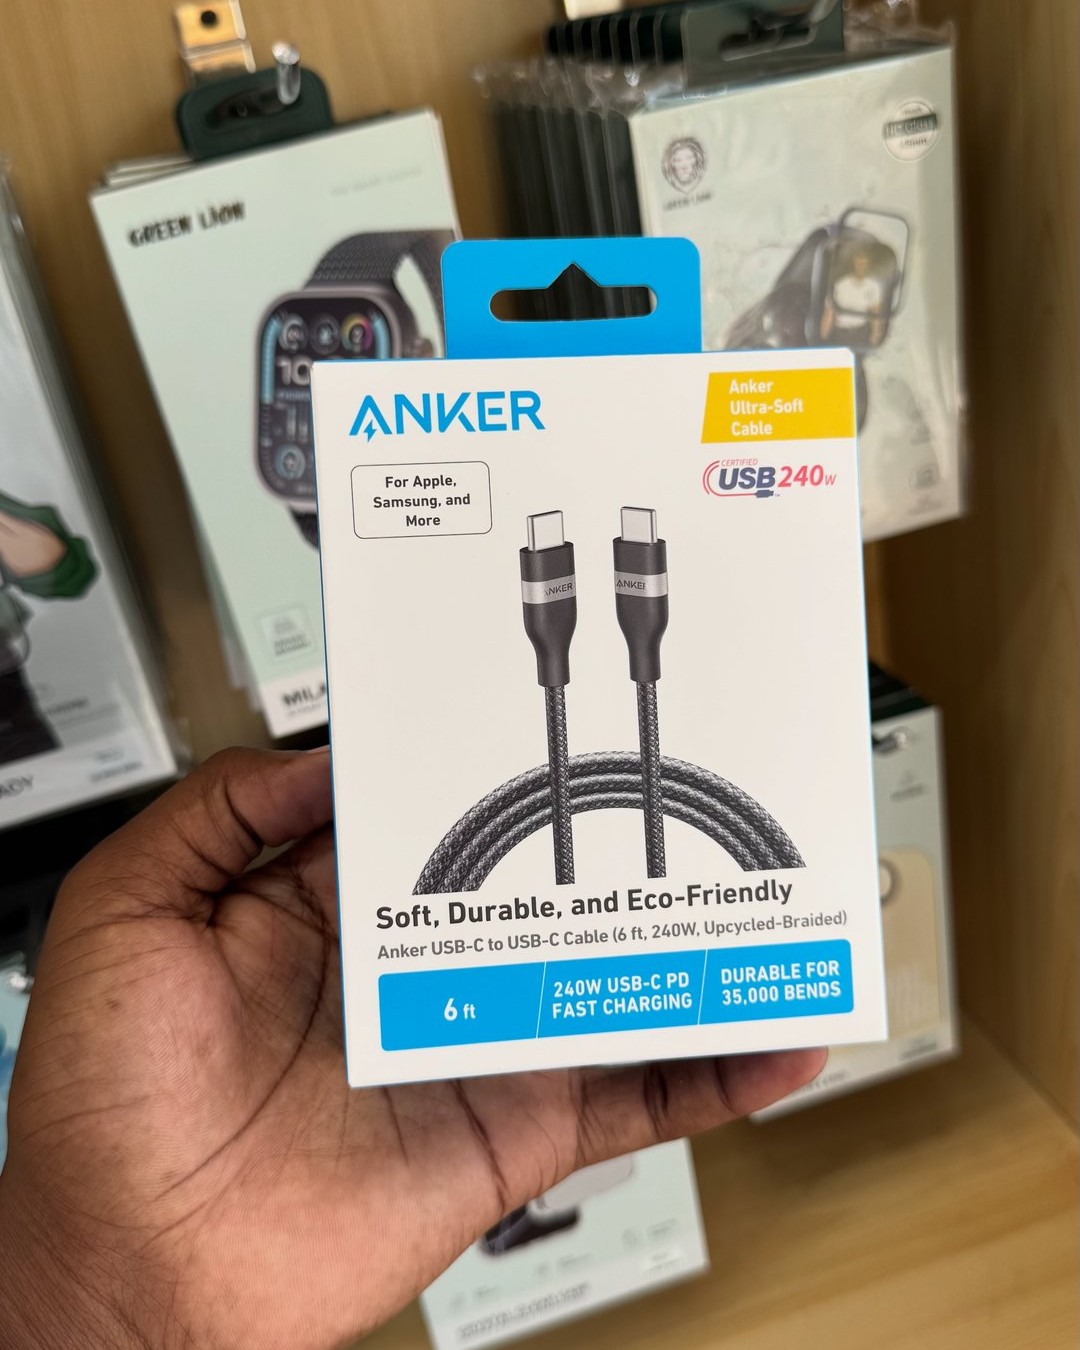 GREEN LION
ANKER
Anker
Ultra-Soft
Cable
For Apple,
Samsung, and
More
CERTIFIED
USB 240W
ANKER
ANKER
Soft, Durable, and Eco-Friendly
Anker USB-C to USB-C Cable (6 ft, 240W, Upcycled-Braided)
6 ft
240W USB-C PD
FAST CHARGING
DURABLE FOR
35,000 BENDS